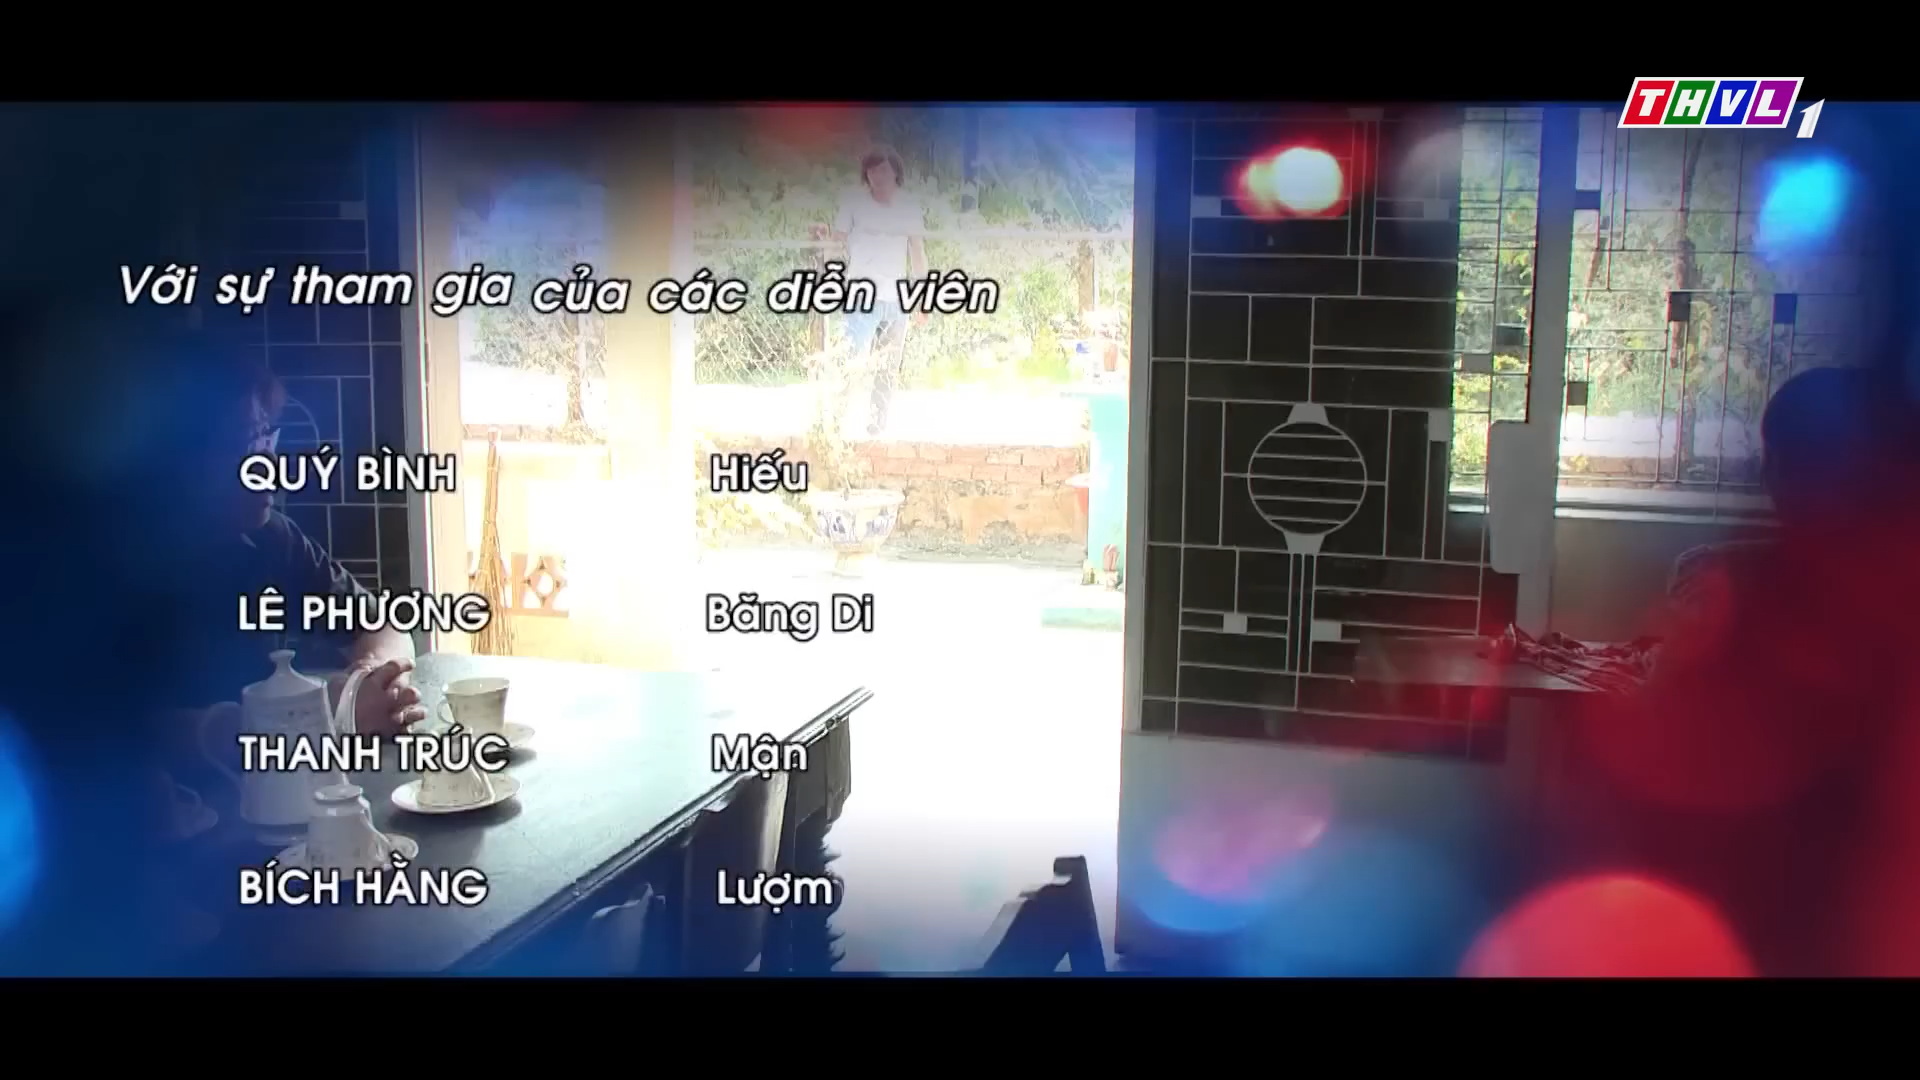 THVL1
Với sự tham gia của các diễn viên
QUÝ BÌNH Hiếu
LÊ PHƯƠNG Băng Di
THANH TRÚC Mận
BÍCH HẰNG Lượm